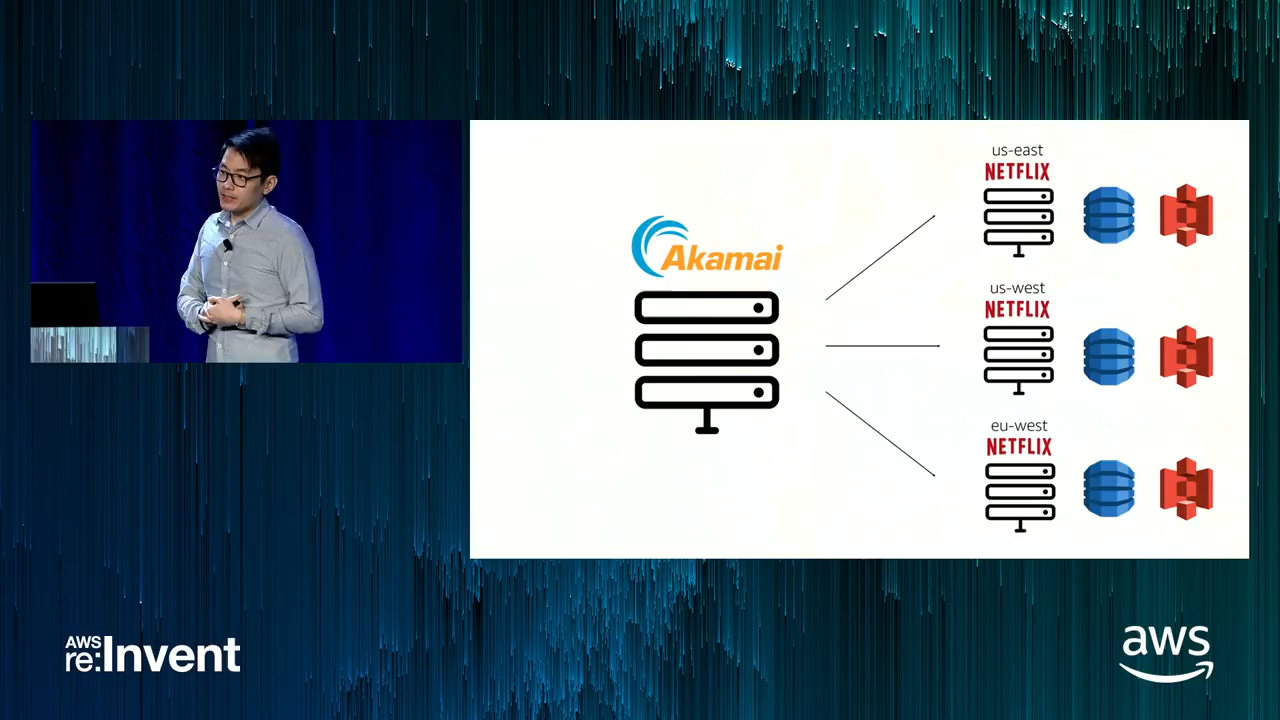 us-east
NETFLIX
Akamai
us-west
NETFLIX
eu-west
NETFLIX
AWS
re:Invent
aws